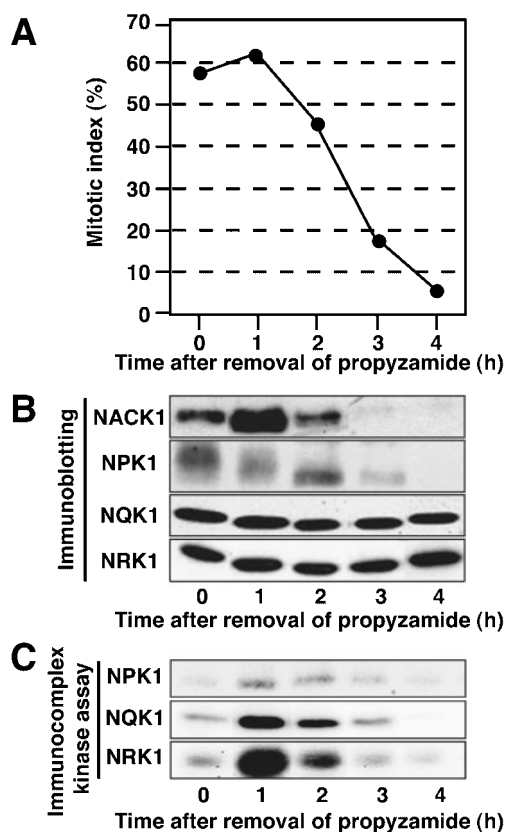 A
Mitotic index (%)
70
60
50
40
30
20
10
0
0 1 2 3 4
Time after removal of propyzamide (h)
B
Immunoblotting
NACK1
NPK1
NQK1
NRK1
0 1 2 3 4
Time after removal of propyzamide (h)
C
Immunocomplex
kinase assay
NPK1
NQK1
NRK1
0 1 2 3 4
Time after removal of propyzamide (h)